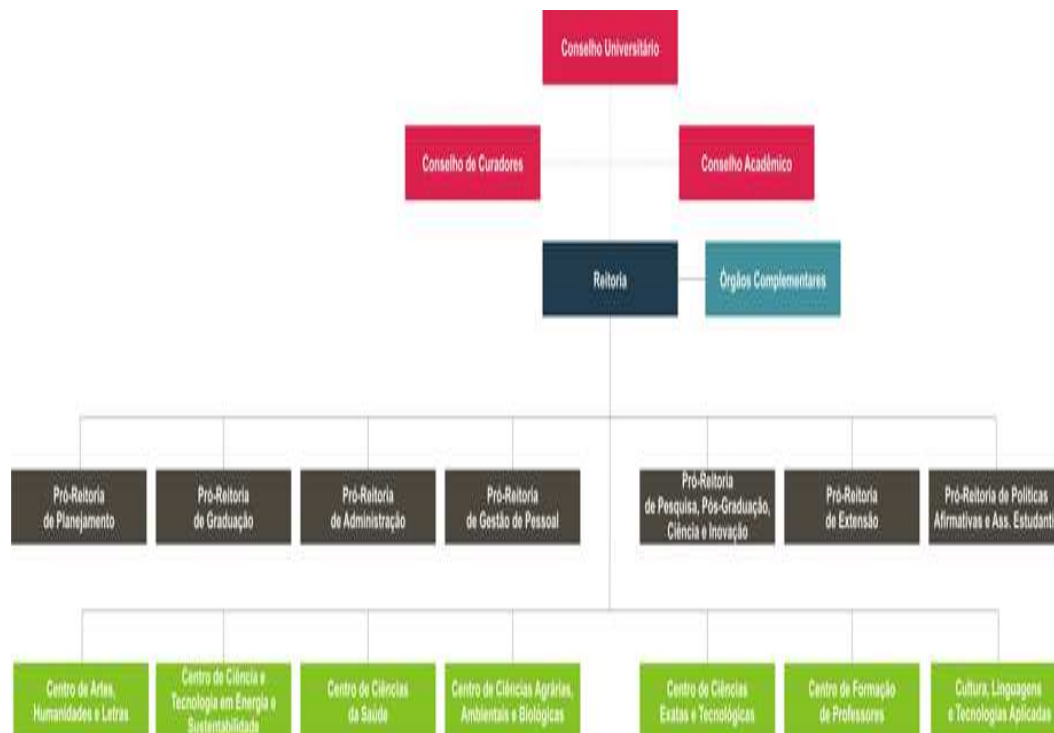 Conselho Universitário
Conselho de Curadores
Conselho Acadêmico
Reitoria
Órgãos Complementares
Pró-Reitoria
de Planejamento
Pró-Reitoria
de Graduação
Pró-Reitoria
de Administração
Pró-Reitoria
de Gestão de Pessoal
Pró-Reitoria
de Pesquisa, Pós-Graduação,
Ciência e Inovação
Pró-Reitoria
de Extensão
Pró-Reitoria de Políticas
Afirmativas e Ass. Estudant
Centro de Artes,
Humanidades e Letras
Centro de Ciência e
Tecnologia em Energia e
Sustentabilidade
Centro de Ciências
da Saúde
Centro de Ciências Agrárias,
Ambientais e Biológicas
Centro de Ciências
Exatas e Tecnológicas
Centro de Formação
de Professores
Cultura, Linguagens
e Tecnologias Aplicadas